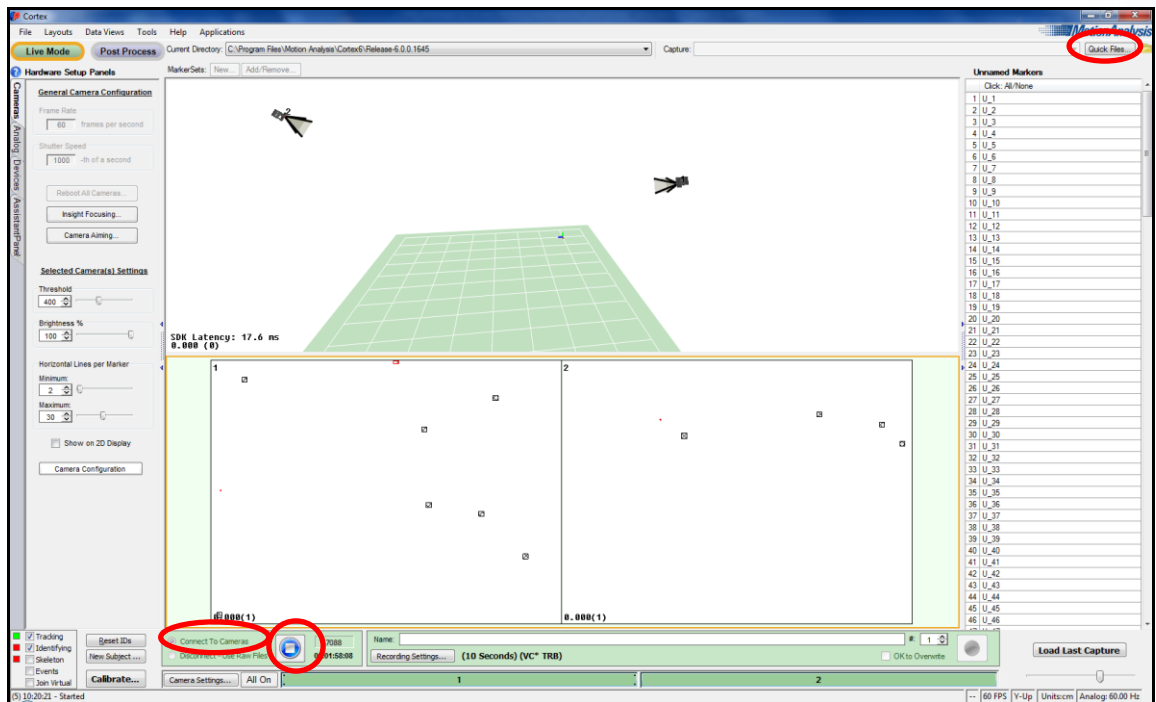 Cortex
File Layouts Data Views Tools Help Applications
MotionAnalysis
Live Mode Post Process Current Directory: C:\Program Files\Motion Analysis\Cortex6\Release-6.0.0.1645 Capture: Quick Files...
Hardware Setup Panels MarkerSets: New... Add/Remove... Unnamed Markers
Cameras Analog Devices AssistantPanel
General Camera Configuration
Frame Rate
60 frames per second
Shutter Speed
1000 -th of a second
Reboot All Cameras...
Insight Focusing...
Camera Aiming...
Selected Camera(s) Settings
Threshold
400
Brightness %
100
Horizontal Lines per Marker
Minimum:
2
Maximum:
30
Show on 2D Display
Camera Configuration
2
1
SDK Latency: 17.6 ms
0.000 (0)
1 2
0.000(1) 0.000(1)
Click: All/None
1 U_1
2 U_2
3 U_3
4 U_4
5 U_5
6 U_6
7 U_7
8 U_8
9 U_9
10 U_10
11 U_11
12 U_12
13 U_13
14 U_14
15 U_15
16 U_16
17 U_17
18 U_18
19 U_19
20 U_20
21 U_21
22 U_22
23 U_23
24 U_24
25 U_25
26 U_26
27 U_27
28 U_28
29 U_29
30 U_30
31 U_31
32 U_32
33 U_33
34 U_34
35 U_35
36 U_36
37 U_37
38 U_38
39 U_39
40 U_40
41 U_41
42 U_42
43 U_43
44 U_44
45 U_45
46 U_46
Tracking
Identifying
Skeleton
Events
Join Virtual
Reset IDs
New Subject ...
Calibrate...
Connect To Cameras
Disconnect - Use Raw Files
7088
01:58:08
Name: # 1
Recording Settings... (10 Seconds) (VC* TRB) OK to Overwrite
Load Last Capture
Camera Settings... All On 1 2
(5) 10:20:21 - Started -- 60 FPS Y-Up Units:cm Analog: 60.00 Hz